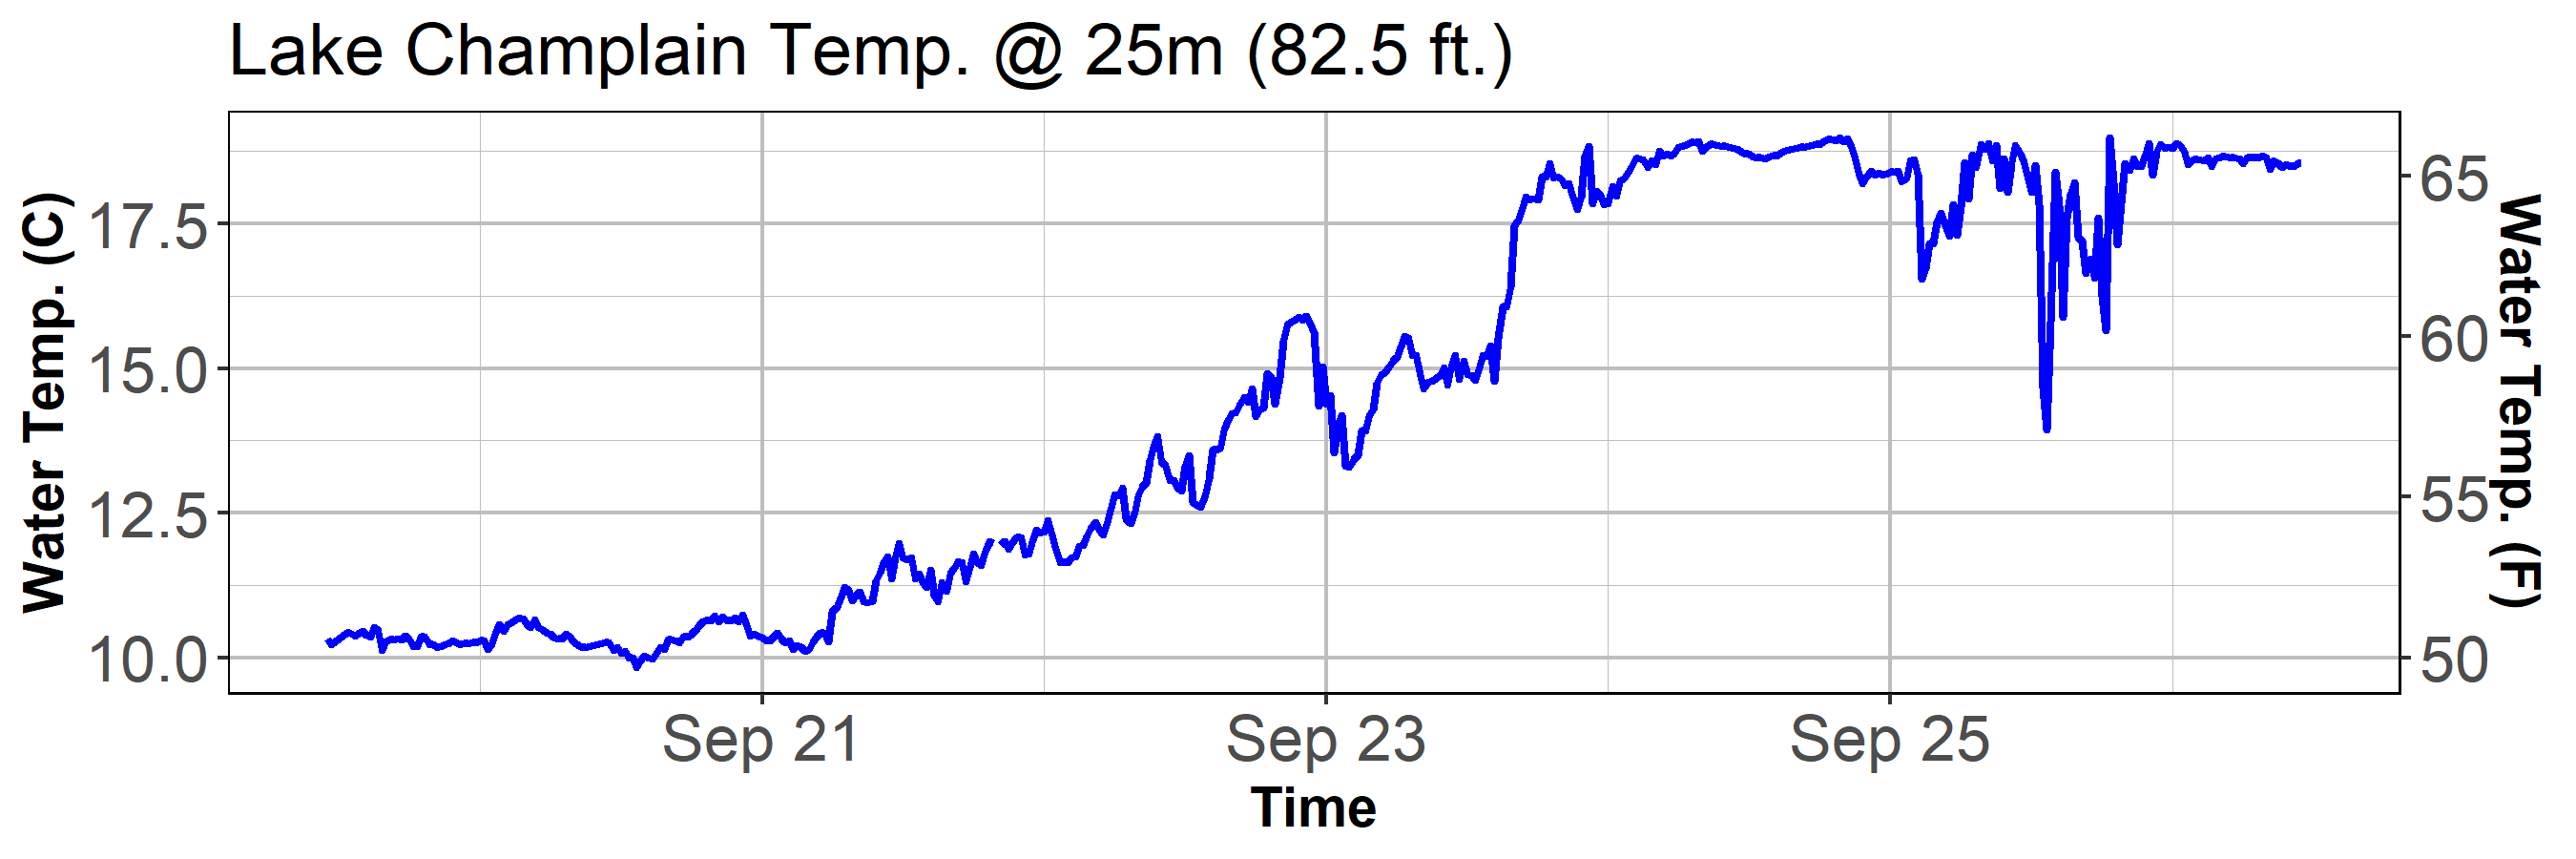 Lake Champlain Temp. @ 25m (82.5 ft.)
Water Temp. (C)
17.5
15.0
12.5
10.0
65
60
55
50
Water Temp. (F)
Sep 21 Sep 23 Sep 25
Time